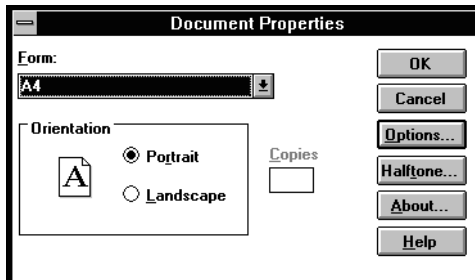 Document Properties
Form:
A4
Orientation
A
Portrait
Landscape
Copies
OK
Cancel
Options...
Halftone...
About...
Help